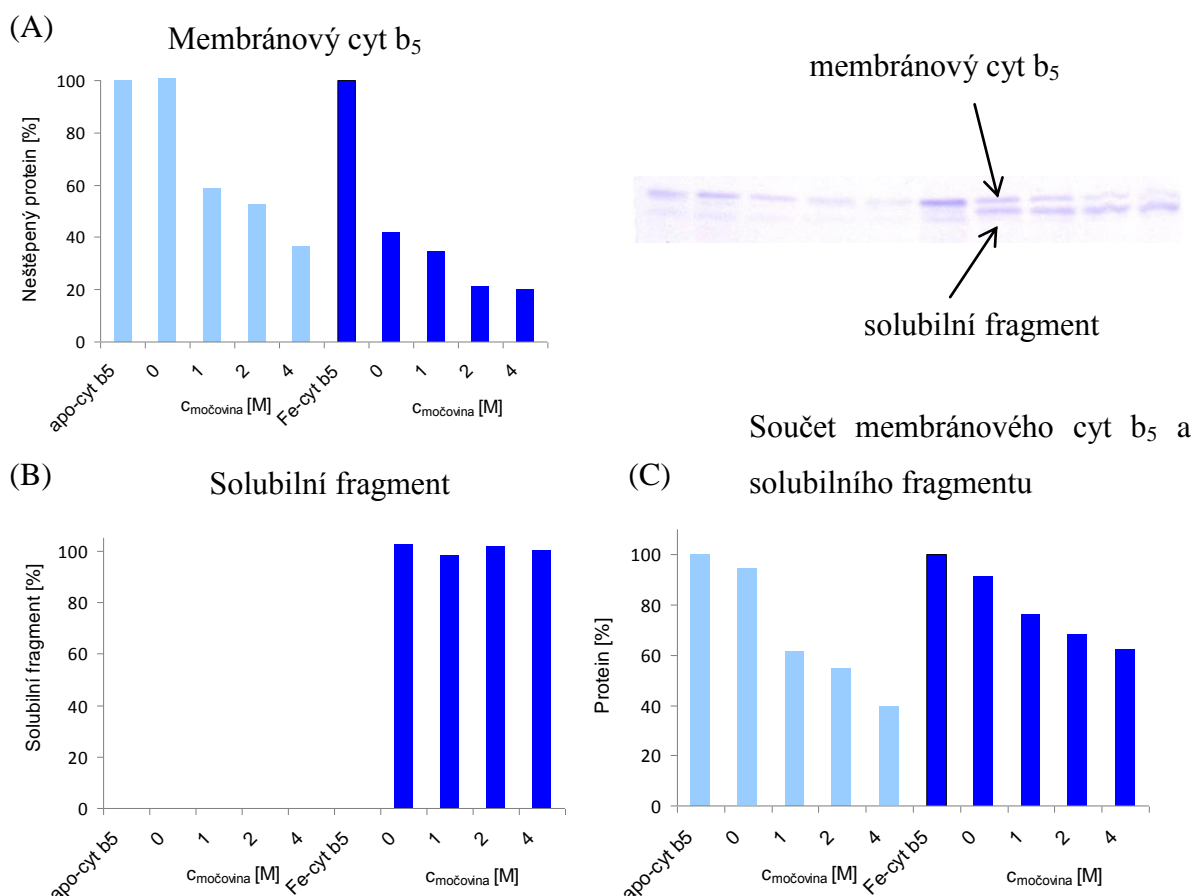 (A)
Membránový cyt b5
Neštěpený protein [%]
100
80
60
40
20
0
apo-cyt b5
0
1
2
4
Fe-cyt b5
0
1
2
4
cmočovina [M]
cmočovina [M]
membránový cyt b5
solubilní fragment
(B)
Solubilní fragment
Solubilní fragment [%]
100
80
60
40
20
0
apo-cyt b5
0
1
2
4
Fe-cyt b5
0
1
2
4
cmočovina [M]
cmočovina [M]
(C)
Součet membránového cyt b5 a
solubilního fragmentu
Protein [%]
100
80
60
40
20
0
apo-cyt b5
0
1
2
4
Fe-cyt b5
0
1
2
4
cmočovina [M]
cmočovina [M]